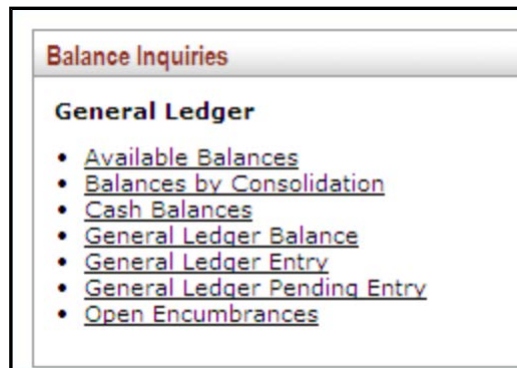 Balance Inquiries
General Ledger
Available Balances
Balances by Consolidation
Cash Balances
General Ledger Balance
General Ledger Entry
General Ledger Pending Entry
Open Encumbrances